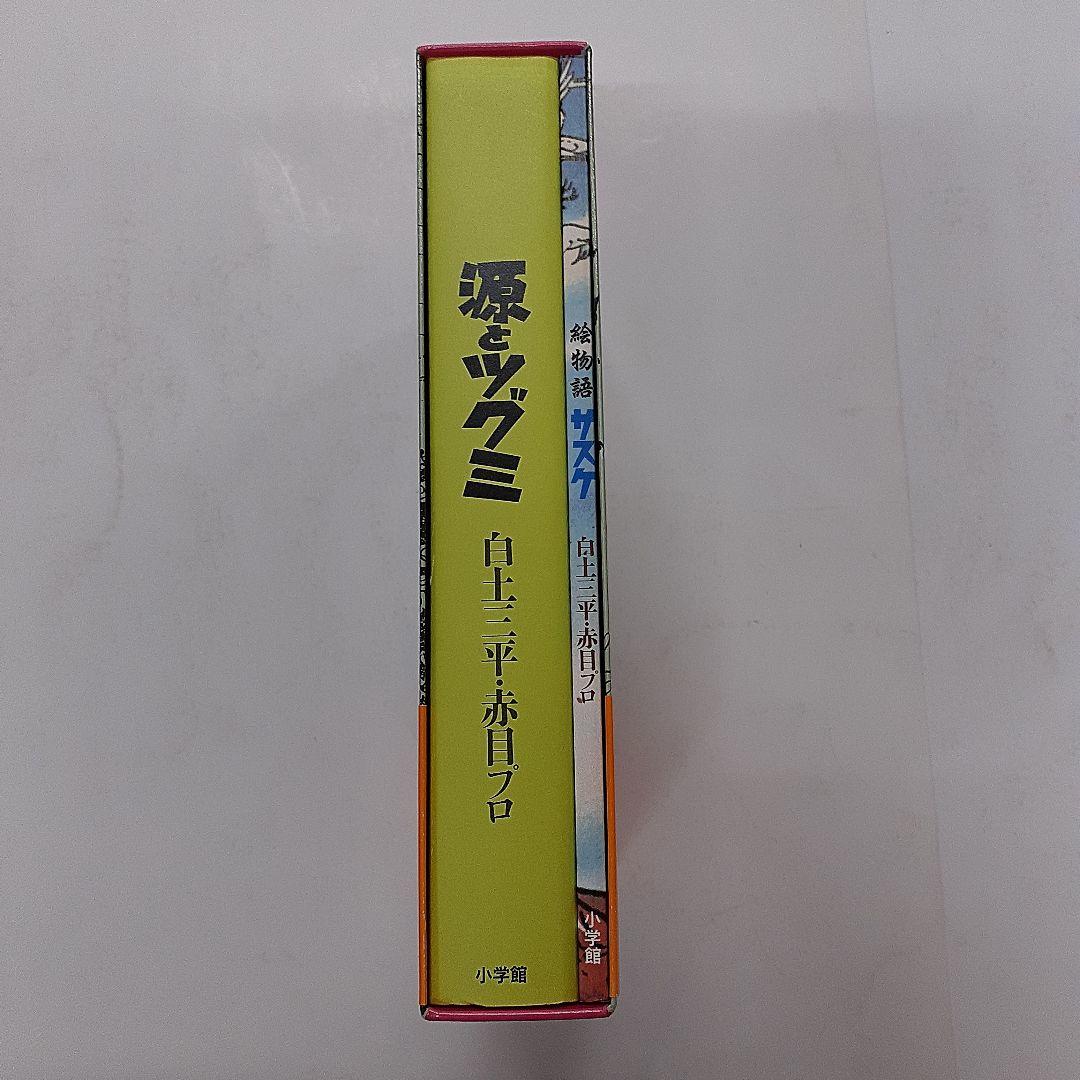 源とツグミ
白土三平・赤目プロ
小学館
絵物語 サスケ
白土三平・赤目プロ
小学館